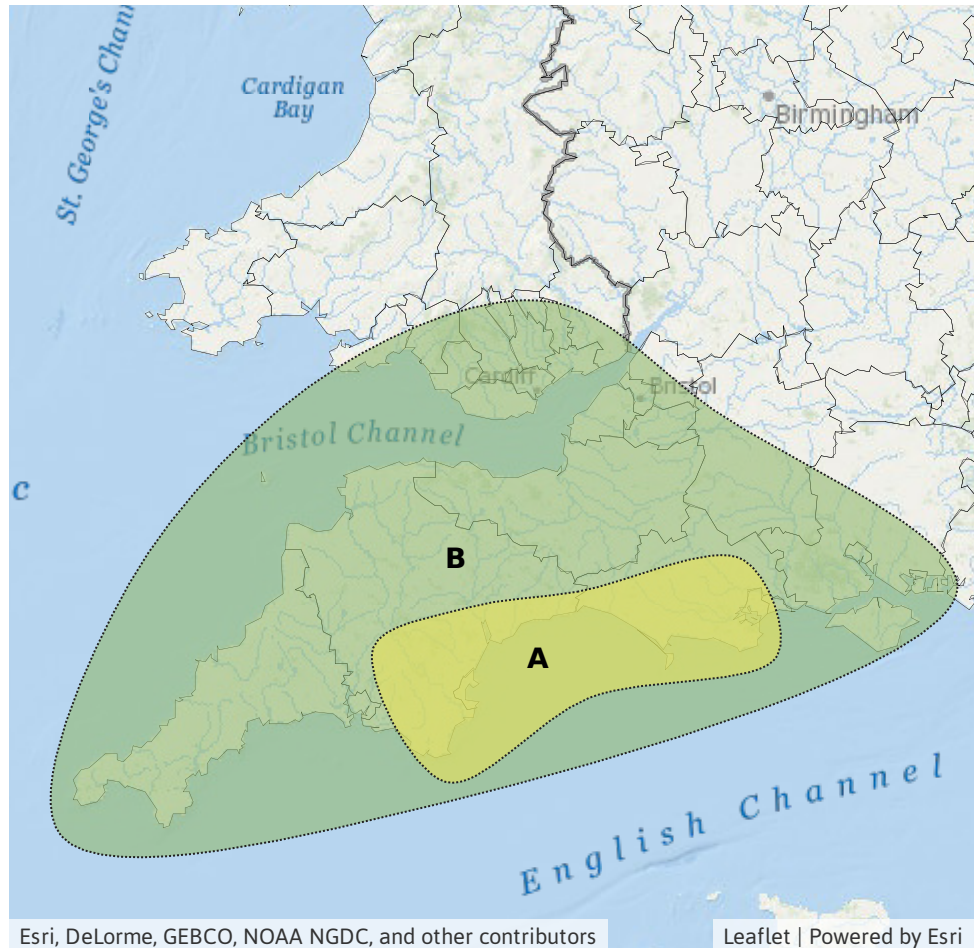 St. George's Chann
Cardigan
Bay
Birmingham
Cardiff
Bristol
Bristol Channel
c
B
A
English Channel
Esri, DeLorme, GEBCO, NOAA NGDC, and other contributors
Leaflet | Powered by Esri